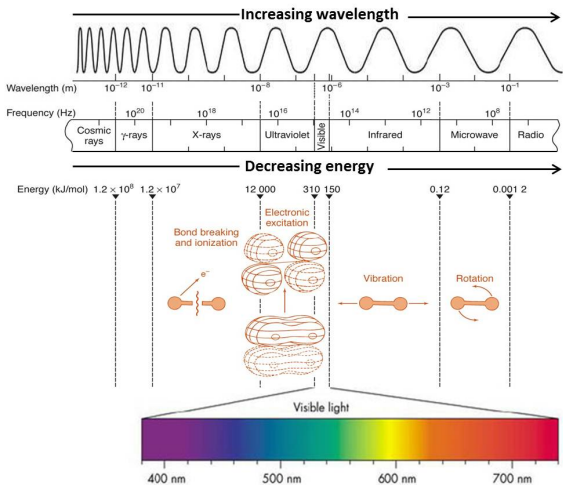 Increasing wavelength
Wavelength (m) 10⁻¹² 10⁻¹¹ 10⁻⁸ 10⁻⁶ 10⁻³ 10⁻¹
Frequency (Hz) 10²⁰ 10¹⁸ 10¹⁶ 10¹⁴ 10¹² 10⁸
Cosmic rays γ-rays X-rays Ultraviolet Visible Infrared Microwave Radio
Decreasing energy
Energy (kJ/mol) 1.2 × 10⁸ 1.2 × 10⁷ 12 000 310 150 0.12 0.001 2
Electronic
excitation
Bond breaking
and ionization
e⁻
Vibration
Rotation
Visible light
400 nm 500 nm 600 nm 700 nm